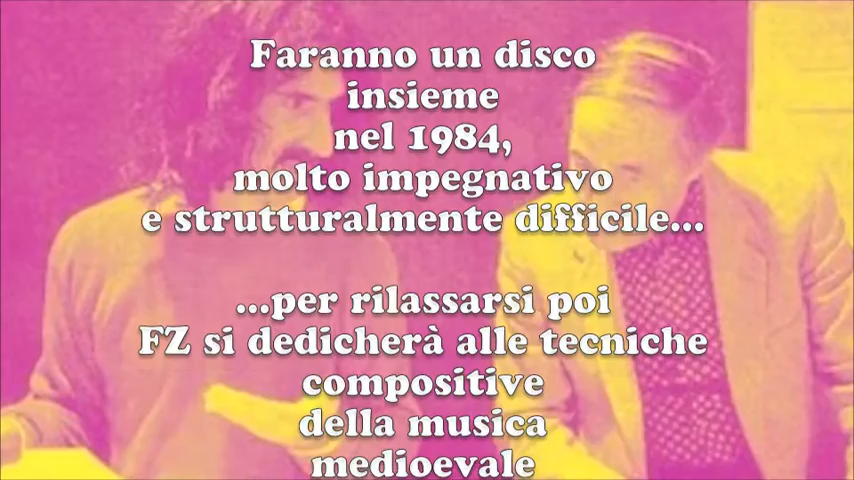 Faranno un disco
insieme
nel 1984,
molto impegnativo
e strutturalmente difficile...
...per rilassarsi poi
FZ si dedicherà alle tecniche
compositive
della musica
medioevale